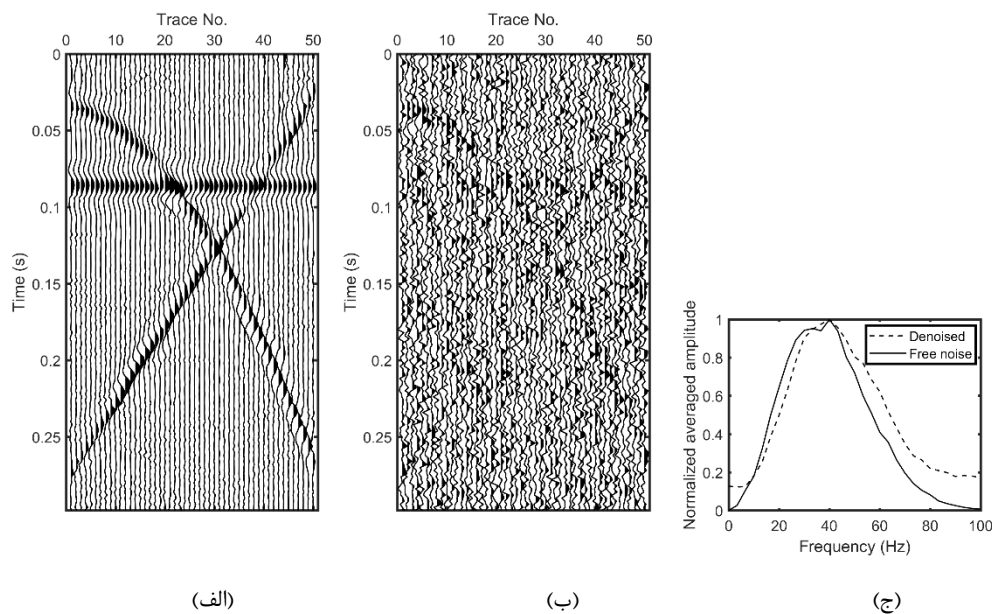 Trace No.
0 10 20 30 40 50
0
0.05
0.1
0.15
0.2
0.25
Time (s)
Trace No.
0 10 20 30 40 50
0
0.05
0.1
0.15
0.2
0.25
Time (s)
1
0.8
0.6
0.4
0.2
0
Normalized averaged amplitude
Denoised
Free noise
0 20 40 60 80 100
Frequency (Hz)
(الف)
(ب)
(ج)